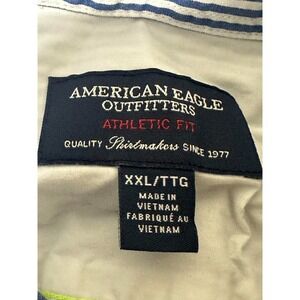 AMERICAN EAGLE
OUTFITTERS
ATHLETIC FIT
QUALITY Shirtmakers SINCE 1977
XXL/TTG
MADE IN
VIETNAM
FABRIQUÉ AU
VIETNAM